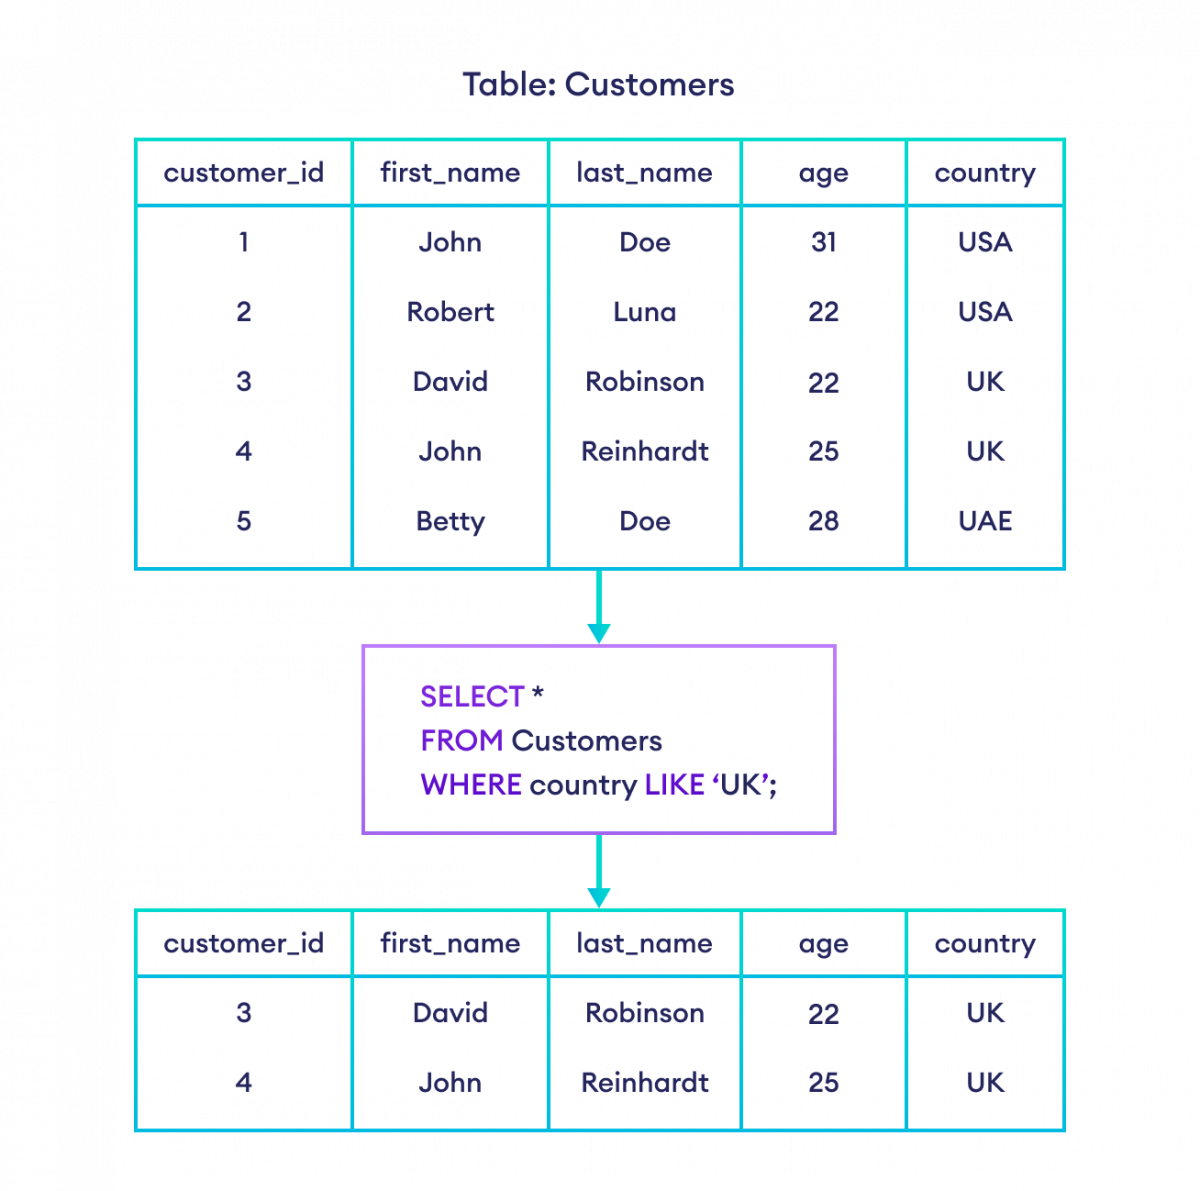 Table: Customers
customer_id first_name last_name age country
1 John Doe 31 USA
2 Robert Luna 22 USA
3 David Robinson 22 UK
4 John Reinhardt 25 UK
5 Betty Doe 28 UAE
SELECT *
FROM Customers
WHERE country LIKE ‘UK’;
customer_id first_name last_name age country
3 David Robinson 22 UK
4 John Reinhardt 25 UK